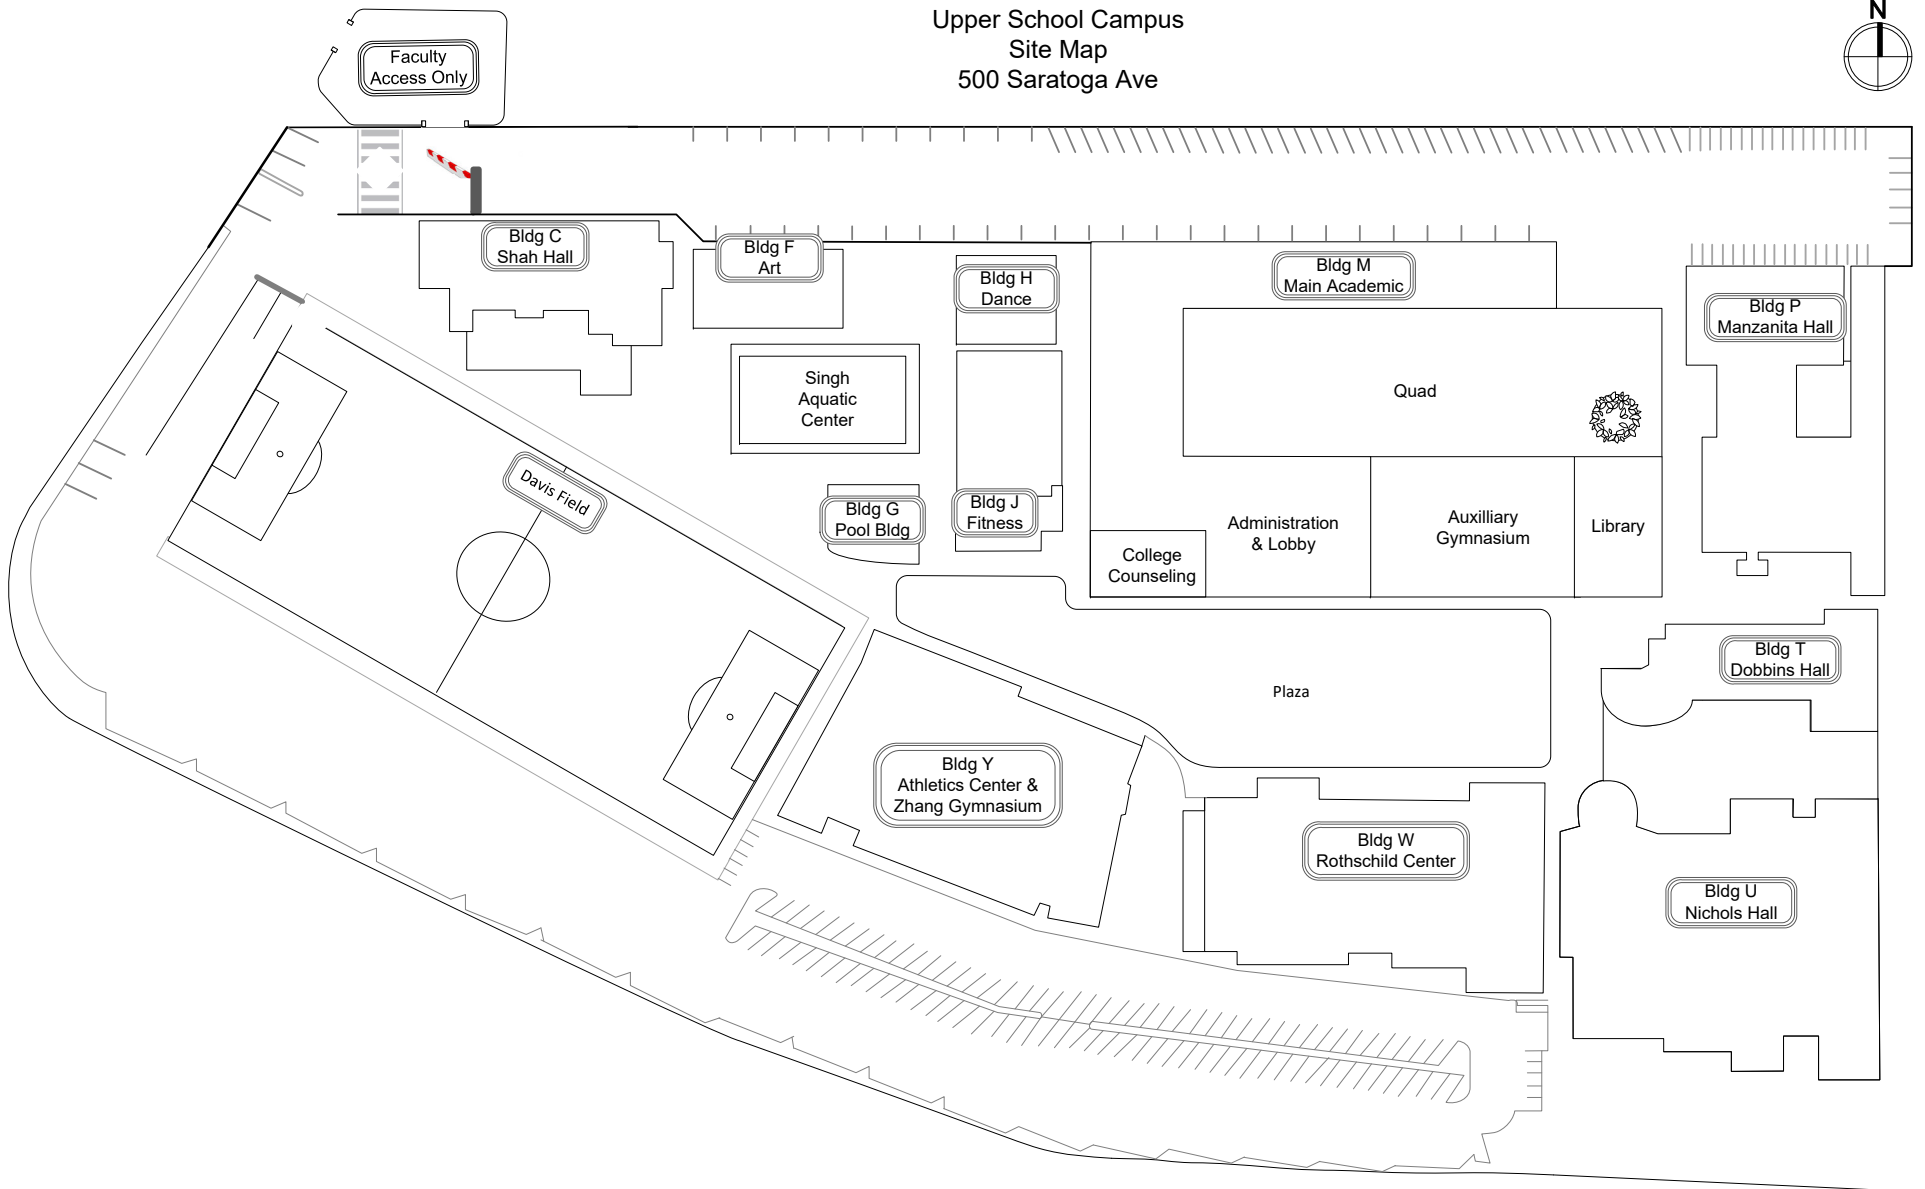 Upper School Campus
Site Map
500 Saratoga Ave
N
Faculty
Access Only
Bldg C
Shah Hall
Bldg F
Art
Bldg H
Dance
Bldg M
Main Academic
Bldg P
Manzanita Hall
Singh
Aquatic
Center
Quad
Davis Field
Bldg G
Pool Bldg
Bldg J
Fitness
College
Counseling
Administration
& Lobby
Auxilliary
Gymnasium
Library
Bldg T
Dobbins Hall
Plaza
Bldg Y
Athletics Center &
Zhang Gymnasium
Bldg W
Rothschild Center
Bldg U
Nichols Hall